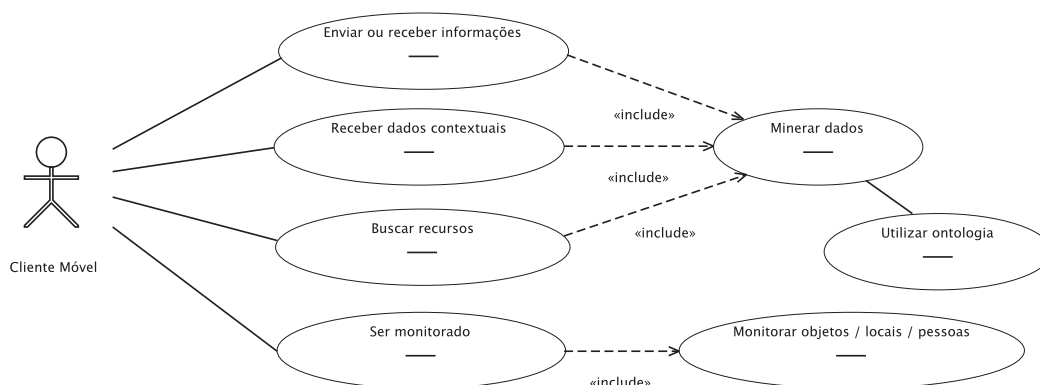 Enviar ou receber informações
«include»
Receber dados contextuais
Minerar dados
«include»
Buscar recursos
«include»
Utilizar ontologia
Cliente Móvel
Ser monitorado
Monitorar objetos / locais / pessoas
«include»